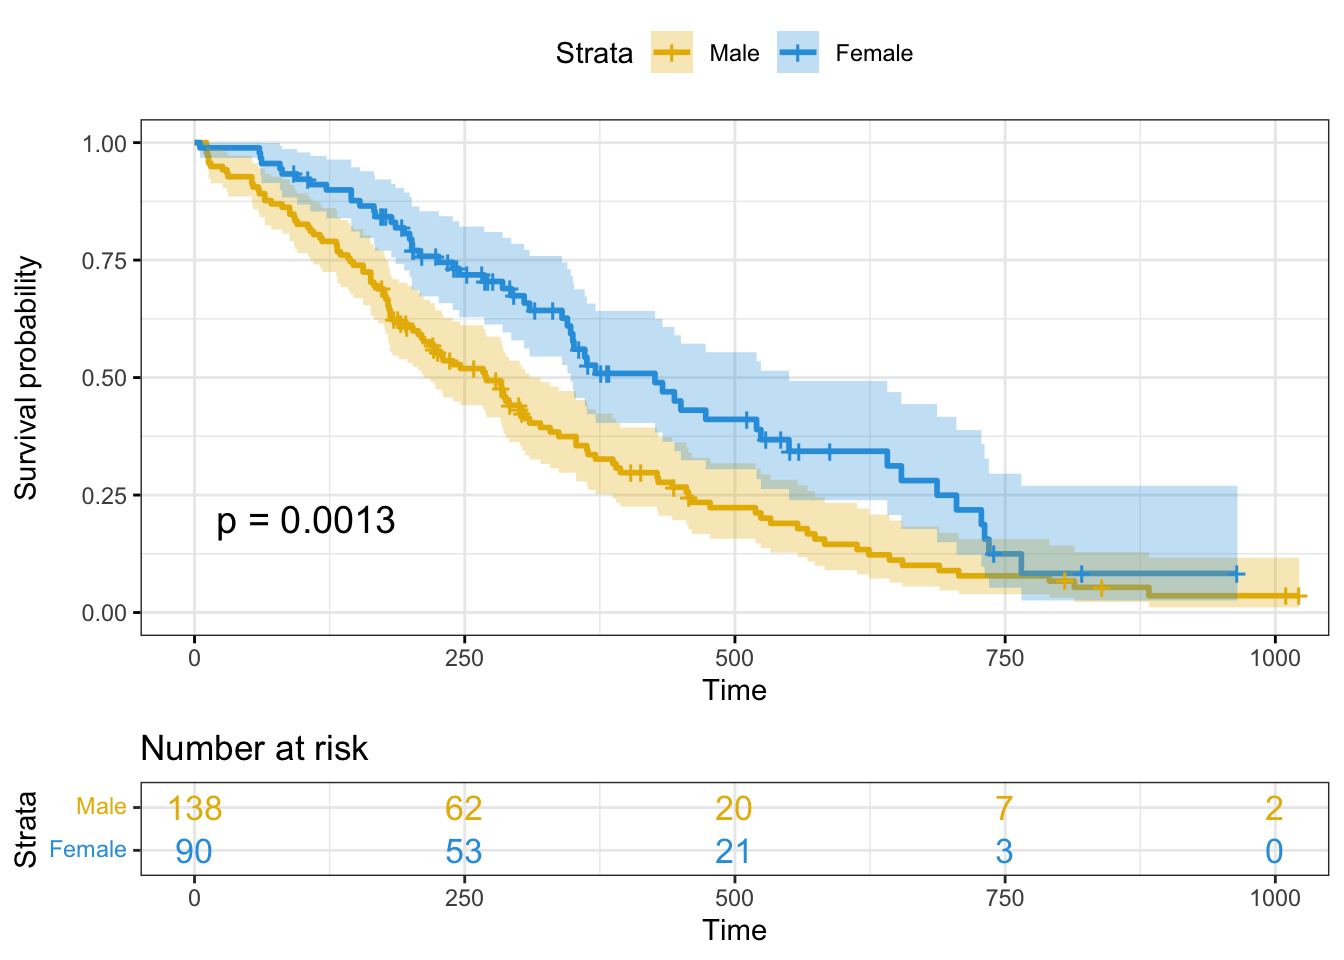 Strata Male Female
Survival probability
1.00
0.75
0.50
0.25
0.00
p = 0.0013
0 250 500 750 1000
Time
Number at risk
Strata
Male 138 62 20 7 2
Female 90 53 21 3 0
0 250 500 750 1000
Time